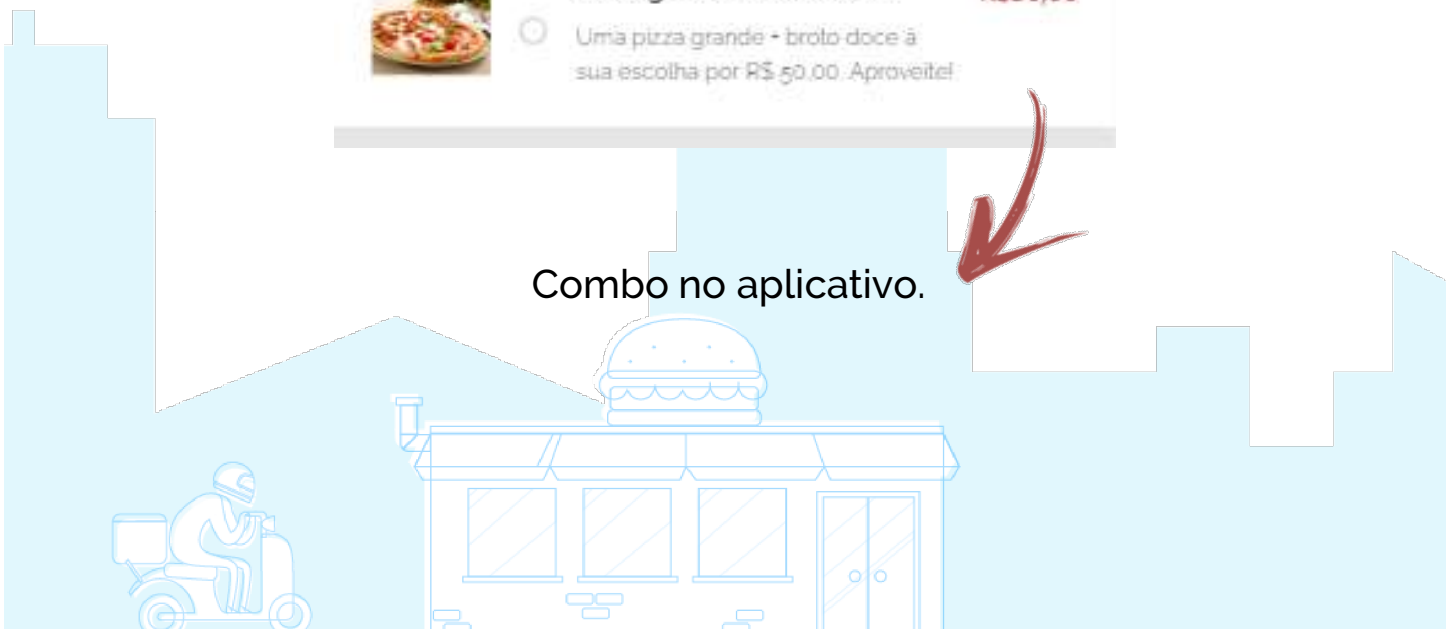 Uma pizza grande + broto doce à
sua escolha por R$ 50,00. Aproveite!
Combo no aplicativo.